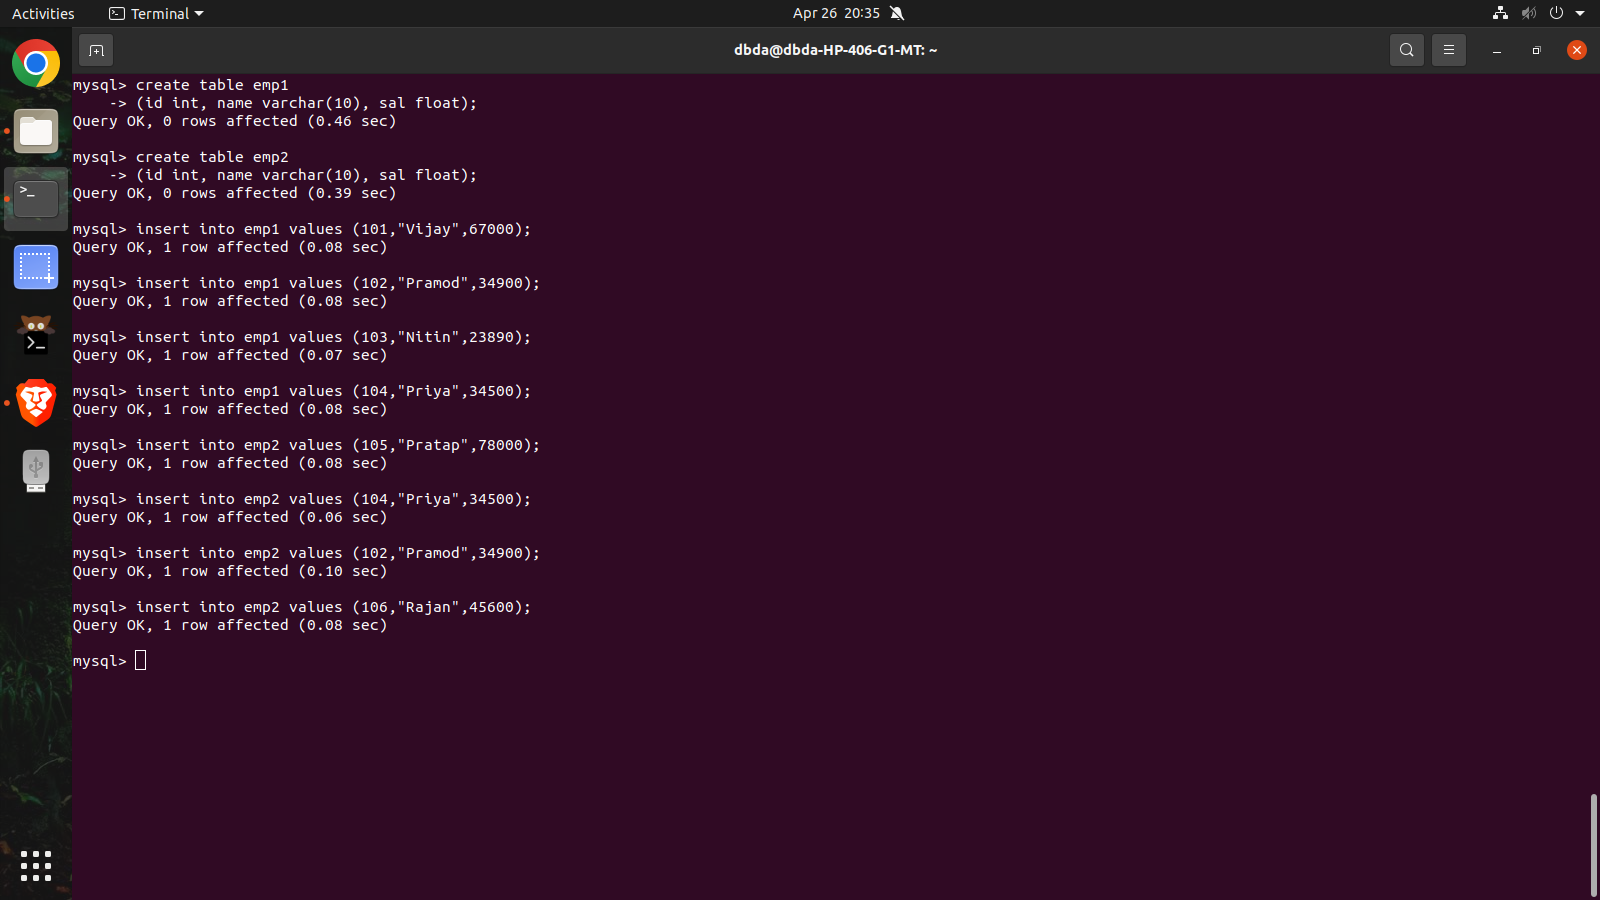 Activities Terminal Apr 26 20:35
dbda@dbda-HP-406-G1-MT: ~
mysql> create table emp1
    -> (id int, name varchar(10), sal float);
Query OK, 0 rows affected (0.46 sec)
mysql> create table emp2
    -> (id int, name varchar(10), sal float);
Query OK, 0 rows affected (0.39 sec)
mysql> insert into emp1 values (101,"Vijay",67000);
Query OK, 1 row affected (0.08 sec)
mysql> insert into emp1 values (102,"Pramod",34900);
Query OK, 1 row affected (0.08 sec)
mysql> insert into emp1 values (103,"Nitin",23890);
Query OK, 1 row affected (0.07 sec)
mysql> insert into emp1 values (104,"Priya",34500);
Query OK, 1 row affected (0.08 sec)
mysql> insert into emp2 values (105,"Pratap",78000);
Query OK, 1 row affected (0.08 sec)
mysql> insert into emp2 values (104,"Priya",34500);
Query OK, 1 row affected (0.06 sec)
mysql> insert into emp2 values (102,"Pramod",34900);
Query OK, 1 row affected (0.10 sec)
mysql> insert into emp2 values (106,"Rajan",45600);
Query OK, 1 row affected (0.08 sec)
mysql>